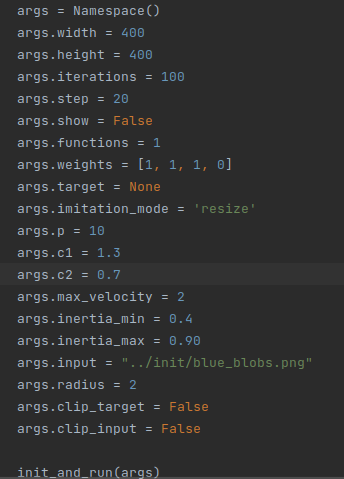 args = Namespace()
args.width = 400
args.height = 400
args.iterations = 100
args.step = 20
args.show = False
args.functions = 1
args.weights = [1, 1, 1, 0]
args.target = None
args.imitation_mode = 'resize'
args.p = 10
args.c1 = 1.3
args.c2 = 0.7
args.max_velocity = 2
args.inertia_min = 0.4
args.inertia_max = 0.90
args.input = "../init/blue_blobs.png"
args.radius = 2
args.clip_target = False
args.clip_input = False
init_and_run(args)